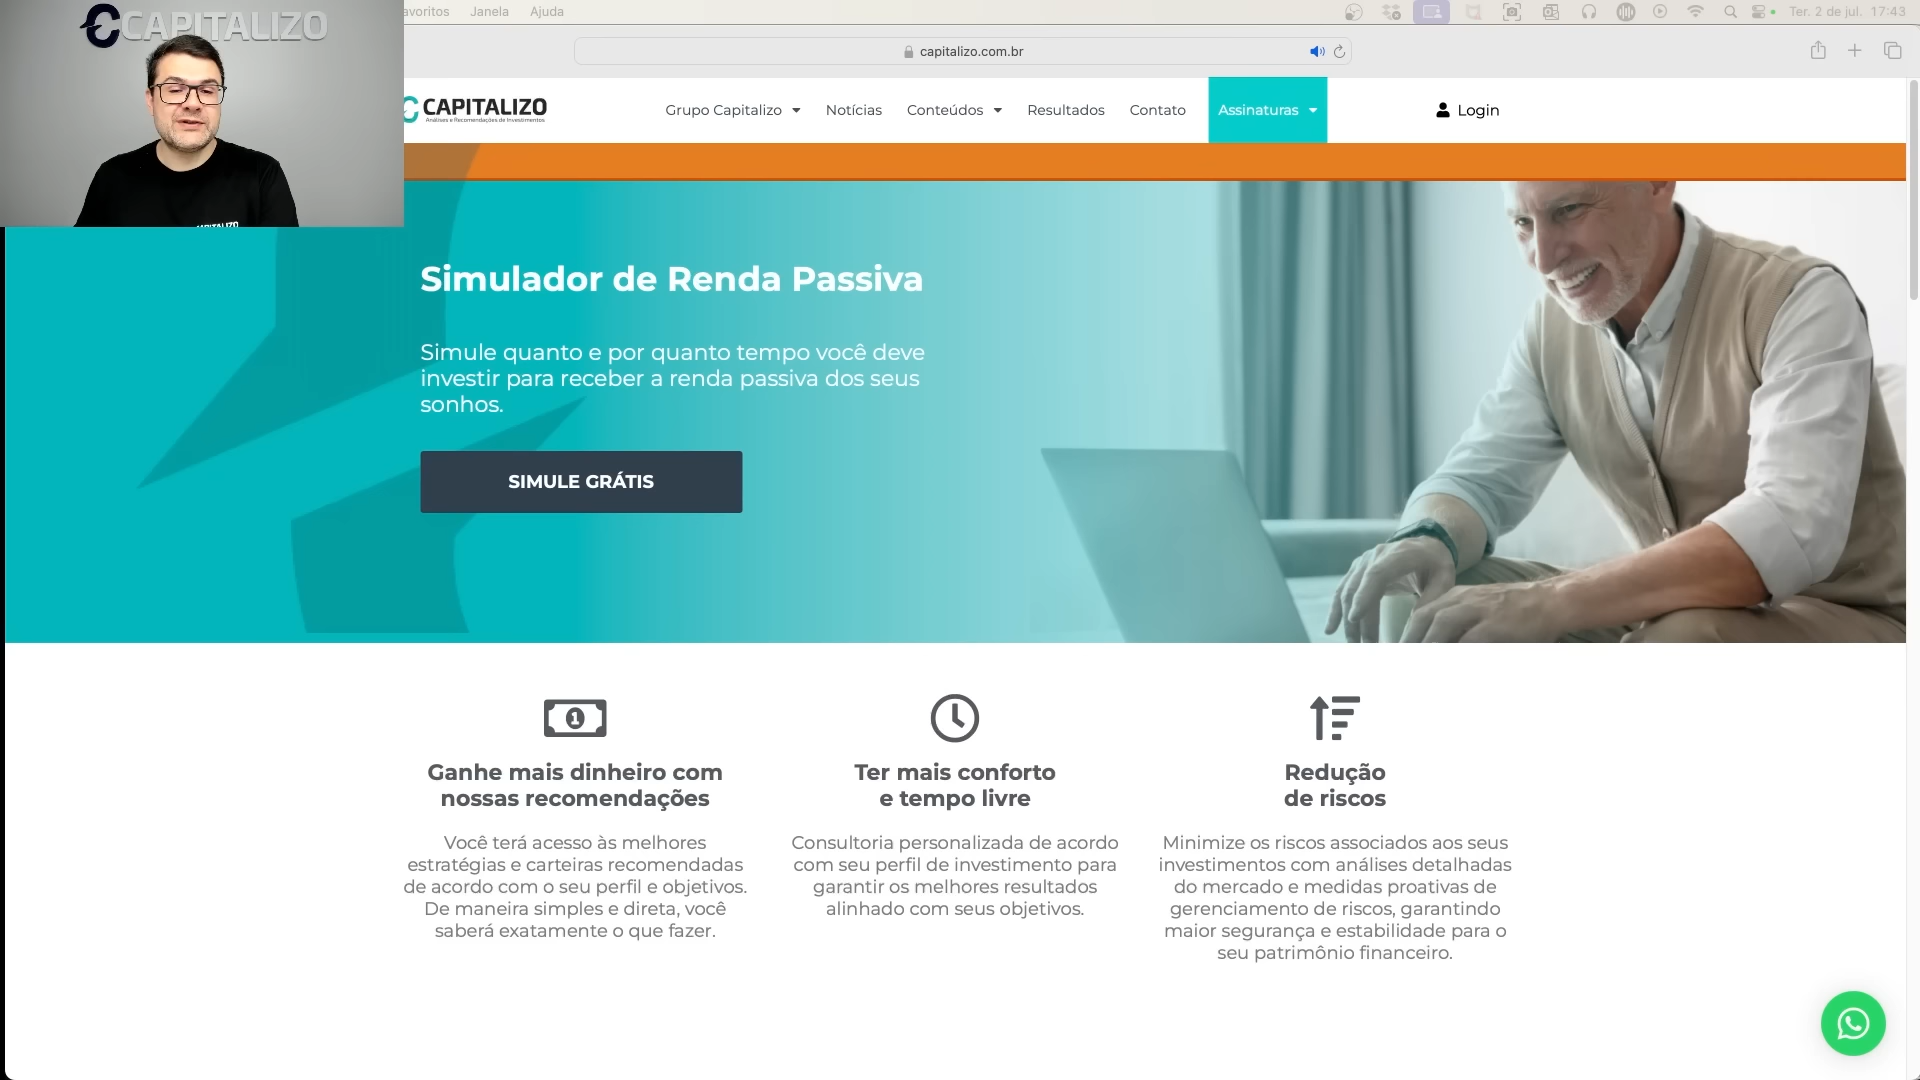 avoritos Janela Ajuda
Ter. 2 de jul. 17:43
CAPITALIZO
capitalizo.com.br
CAPITALIZO
Análises e Recomendações de Investimentos
Grupo Capitalizo Notícias Conteúdos Resultados Contato Assinaturas Login
Simulador de Renda Passiva
Simule quanto e por quanto tempo você deve
investir para receber a renda passiva dos seus
sonhos.
SIMULE GRÁTIS
Ganhe mais dinheiro com
nossas recomendações
Você terá acesso às melhores
estratégias e carteiras recomendadas
de acordo com o seu perfil e objetivos.
De maneira simples e direta, você
saberá exatamente o que fazer.
Ter mais conforto
e tempo livre
Consultoria personalizada de acordo
com seu perfil de investimento para
garantir os melhores resultados
alinhado com seus objetivos.
Redução
de riscos
Minimize os riscos associados aos seus
investimentos com análises detalhadas
do mercado e medidas proativas de
gerenciamento de riscos, garantindo
maior segurança e estabilidade para o
seu patrimônio financeiro.